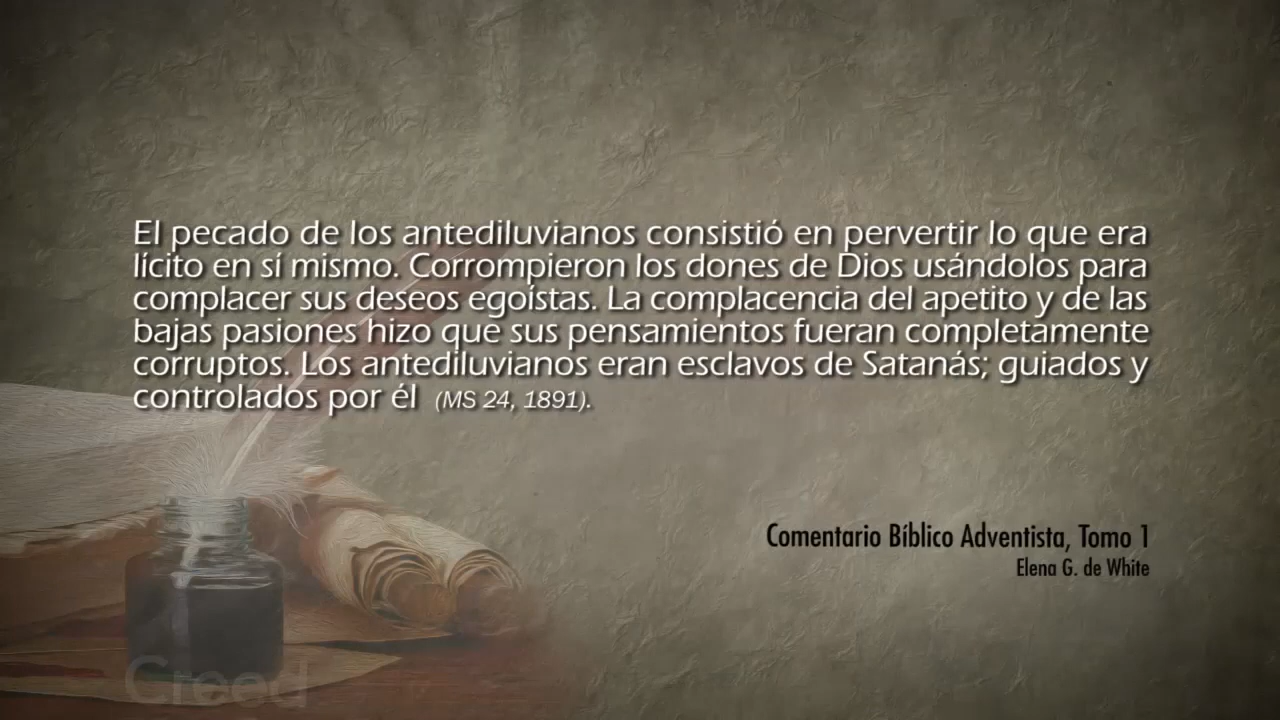 El pecado de los antediluvianos consistió en pervertir lo que era
lícito en sí mismo. Corrompieron los dones de Dios usándolos para
complacer sus deseos egoístas. La complacencia del apetito y de las
bajas pasiones hizo que sus pensamientos fueran completamente
corruptos. Los antediluvianos eran esclavos de Satanás; guiados y
controlados por él (MS 24, 1891).
Comentario Bíblico Adventista, Tomo 1
Elena G. de White
Creed